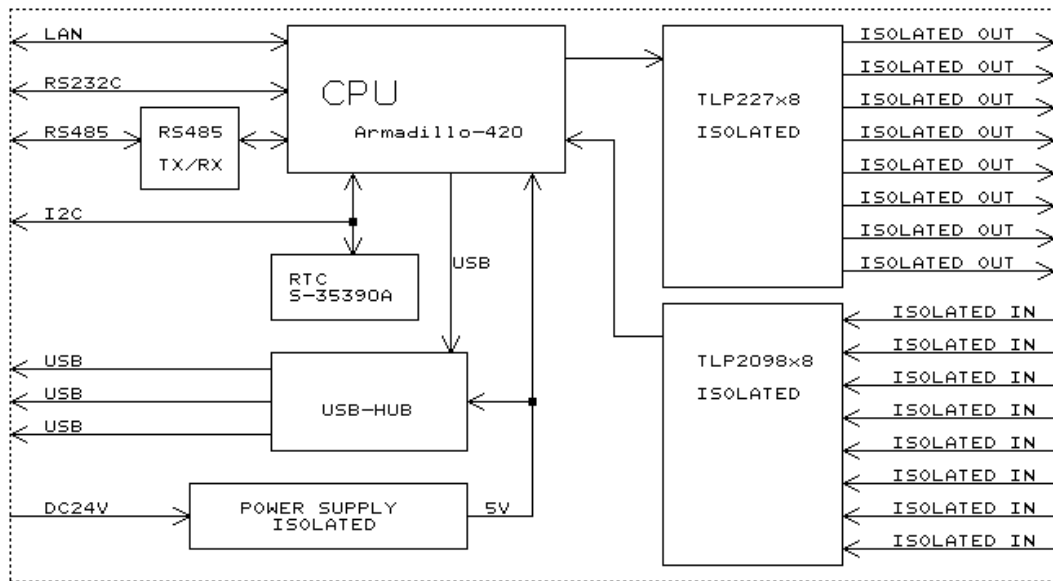 LAN
RS232C
RS485
RS485
TX/RX
CPU
Armadillo-420
I2C
RTC
S-35390A
USB
USB
USB
USB
USB-HUB
DC24V
POWER SUPPLY
ISOLATED
5V
TLP227x8
ISOLATED
ISOLATED OUT
ISOLATED OUT
ISOLATED OUT
ISOLATED OUT
ISOLATED OUT
ISOLATED OUT
ISOLATED OUT
ISOLATED OUT
TLP2098x8
ISOLATED
ISOLATED IN
ISOLATED IN
ISOLATED IN
ISOLATED IN
ISOLATED IN
ISOLATED IN
ISOLATED IN
ISOLATED IN